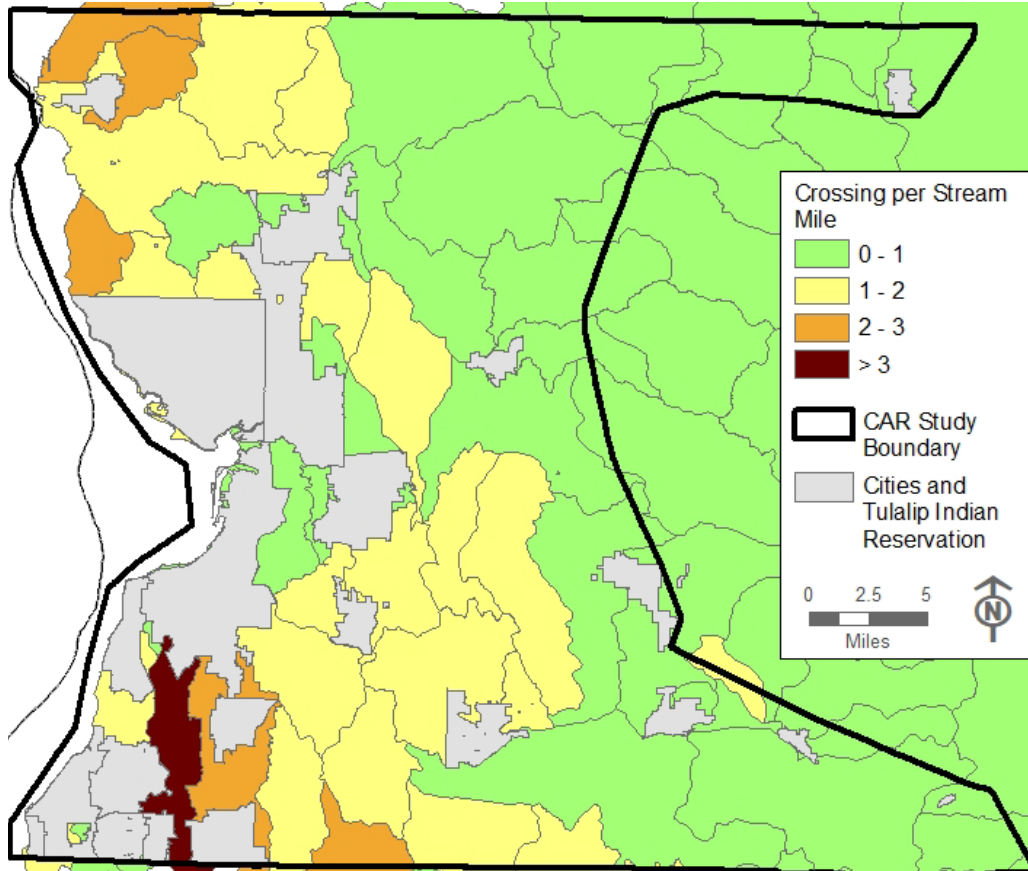 Crossing per Stream
Mile
0 - 1
1 - 2
2 - 3
> 3
CAR Study
Boundary
Cities and
Tulalip Indian
Reservation
0 2.5 5
Miles
N